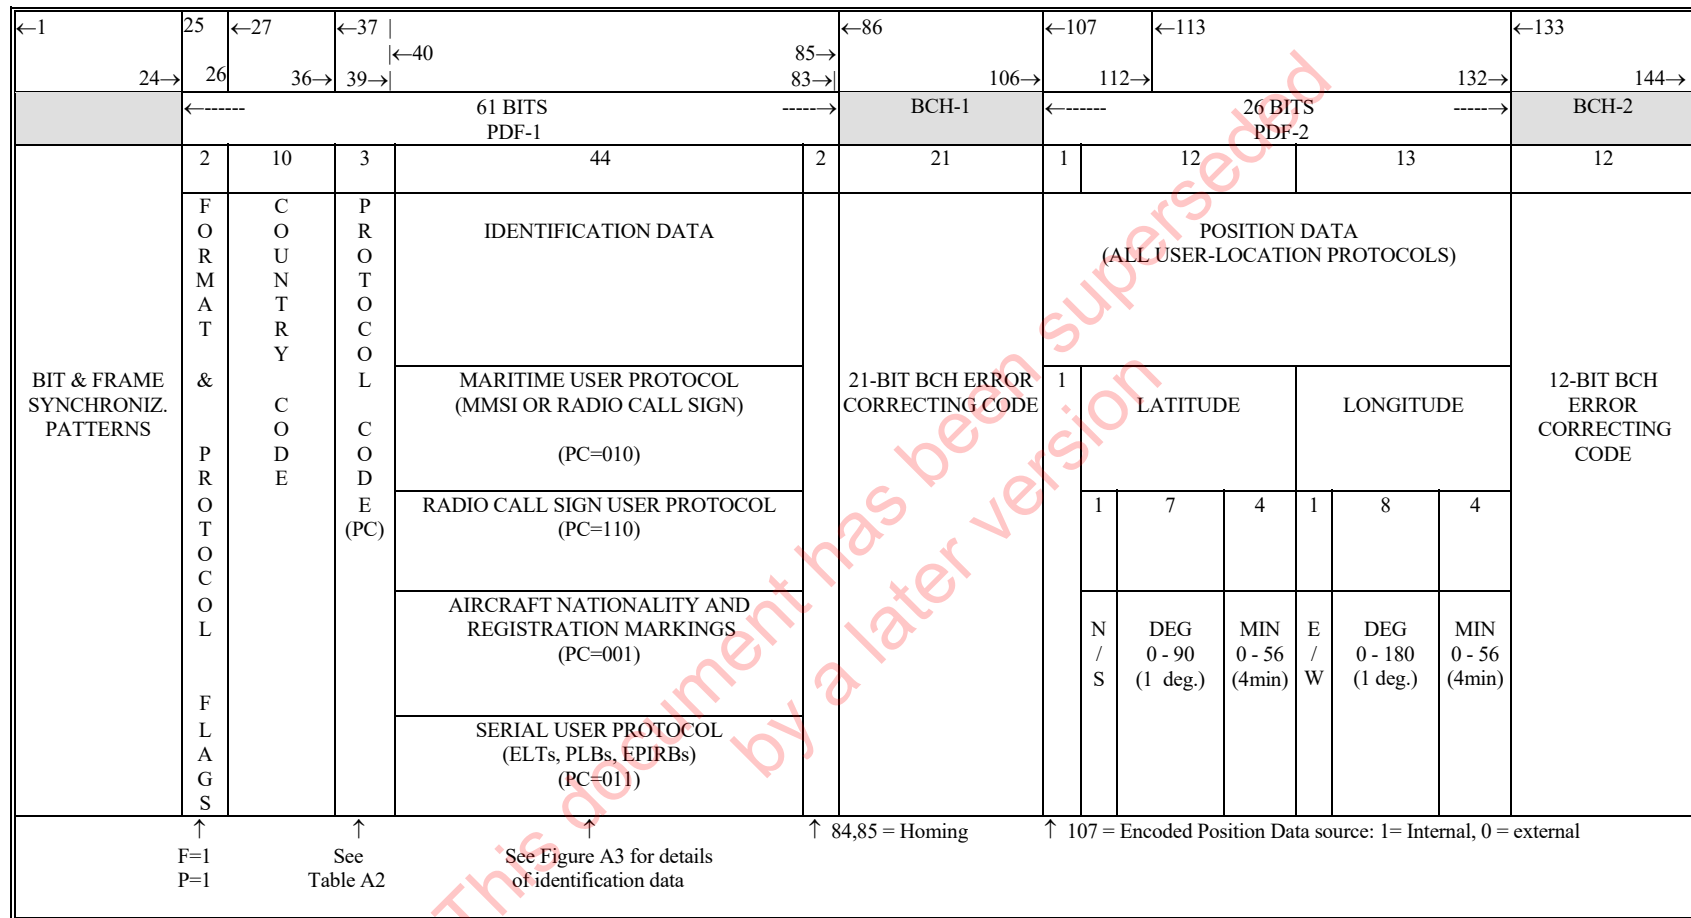 ←1 25 ←27 ←37 | ←86 ←107 ←113 ←133
|←40 85→
24→ 26 36→ 39→| 83→| 106→ 112→ 132→ 144→
←------ 61 BITS -----→ BCH-1 ←------ 26 BITS -----→ BCH-2
PDF-1 PDF-2
2 10 3 44 2 21 1 12 13 12
FORMAT & PROTOCOL FLAGS
COUNTRY CODE
PROTOCOL CODE
(PC)
IDENTIFICATION DATA
POSITION DATA
(ALL USER-LOCATION PROTOCOLS)
BIT & FRAME
SYNCHRONIZ.
PATTERNS
MARITIME USER PROTOCOL
(MMSI OR RADIO CALL SIGN)
(PC=010)
RADIO CALL SIGN USER PROTOCOL
(PC=110)
AIRCRAFT NATIONALITY AND
REGISTRATION MARKINGS
(PC=001)
SERIAL USER PROTOCOL
(ELTs, PLBs, EPIRBs)
(PC=011)
21-BIT BCH ERROR
CORRECTING CODE
1
LATITUDE LONGITUDE
12-BIT BCH
ERROR
CORRECTING
CODE
1 7 4 1 8 4
N DEG MIN E DEG MIN
/ 0 - 90 0 - 56 / 0 - 180 0 - 56
S (1 deg.) (4min) W (1 deg.) (4min)
↑ ↑ ↑ ↑ 84,85 = Homing ↑ 107 = Encoded Position Data source: 1= Internal, 0 = external
F=1 See See Figure A3 for details
P=1 Table A2 of identification data
This document has been superseded
by a later version